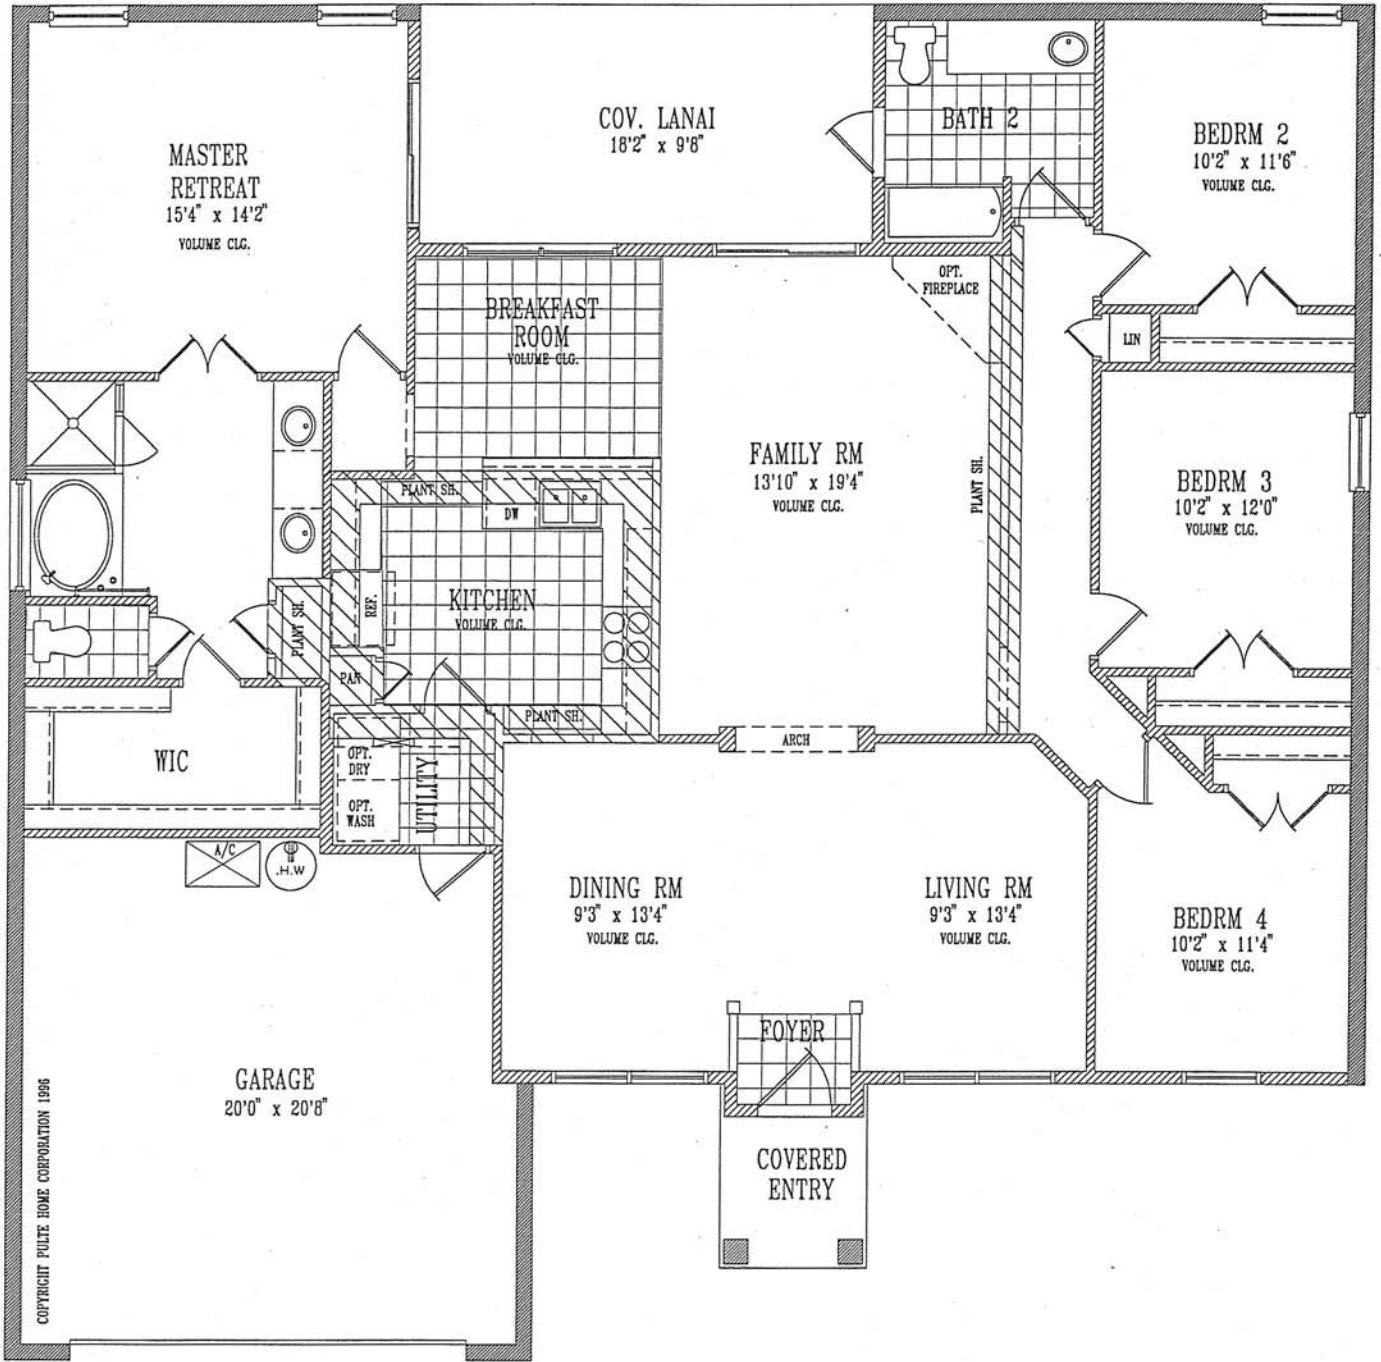 MASTER
RETREAT
15'4" x 14'2"
VOLUME CLG.
COV. LANAI
18'2" x 9'8"
BATH 2
BEDRM 2
10'2" x 11'6"
VOLUME CLG.
BREAKFAST
ROOM
VOLUME CLG.
OPT.
FIREPLACE
LIN
FAMILY RM
13'10" x 19'4"
VOLUME CLG.
PLANT SH.
BEDRM 3
10'2" x 12'0"
VOLUME CLG.
PLANT SH.
DW
REF.
KITCHEN
VOLUME CLG.
PLANT SH.
PAN
PLANT SH.
ARCH
WIC
OPT.
DRY
OPT.
WASH
UTILITY
A/C
.H.W
DINING RM
9'3" x 13'4"
VOLUME CLG.
LIVING RM
9'3" x 13'4"
VOLUME CLG.
BEDRM 4
10'2" x 11'4"
VOLUME CLG.
FOYER
GARAGE
20'0" x 20'8"
COVERED
ENTRY
COPYRIGHT PULTE HOME CORPORATION 1996